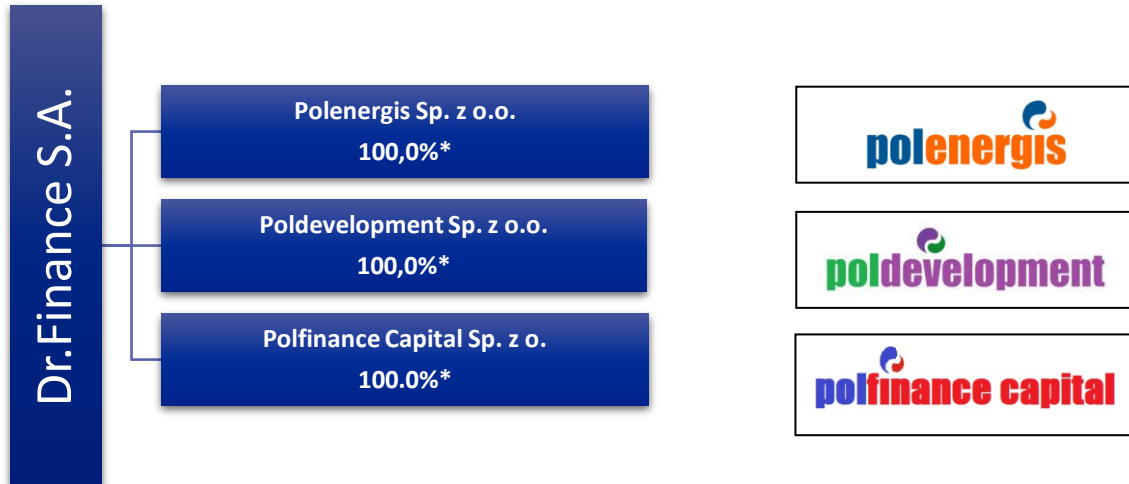 Dr.Finance S.A.
Polenergis Sp. z o.o.
100,0%*
Poldevelopment Sp. z o.o.
100,0%*
Polfinance Capital Sp. z o.
100.0%*
polenergis
poldevelopment
polfinance capital